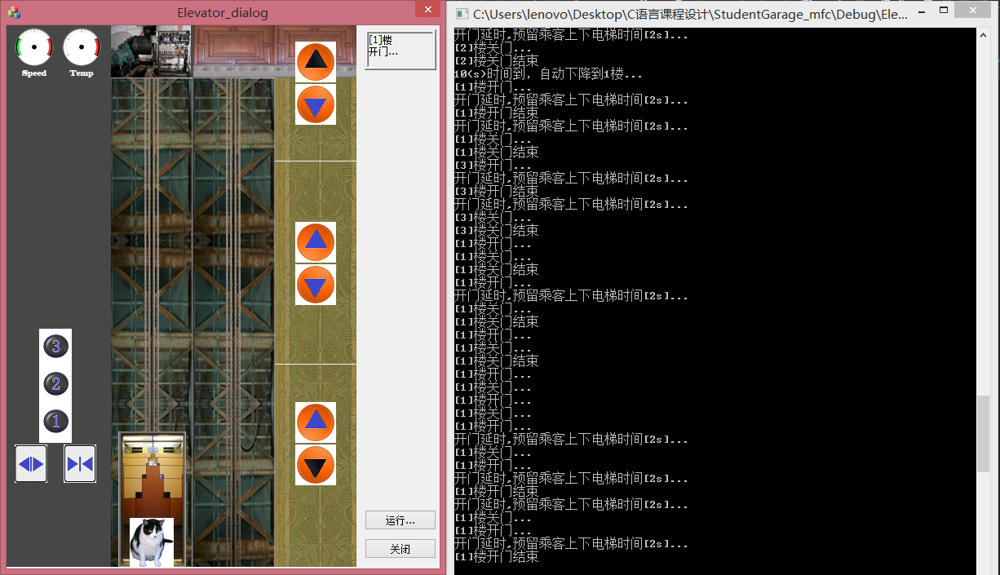 Elevator_dialog
Speed
Temp
[1]楼
开门...
3
2
1
运行...
关闭
C:\Users\lenovo\Desktop\C语言课程设计\StudentGarage_mfc\Debug\Ele...
开门延时,预留乘客上下电梯时间[2s]...
[2]楼关门...
[2]楼关门结束
10(s>时间到, 自动下降到1楼...
[1]楼开门...
开门延时,预留乘客上下电梯时间[2s]...
[1]楼开门结束
开门延时,预留乘客上下电梯时间[2s]...
[1]楼关门...
[1]楼关门结束
[3]楼开门...
开门延时,预留乘客上下电梯时间[2s]...
[3]楼开门结束
开门延时,预留乘客上下电梯时间[2s]...
[3]楼关门...
[3]楼关门结束
[1]楼开门...
[1]楼关门...
[1]楼关门结束
[1]楼开门...
开门延时,预留乘客上下电梯时间[2s]...
[1]楼关门...
[1]楼关门结束
[1]楼开门...
[1]楼关门...
[1]楼关门结束
[1]楼开门...
[1]楼关门...
[1]楼开门...
[1]楼关门...
[1]楼开门...
开门延时,预留乘客上下电梯时间[2s]...
[1]楼关门...
[1]楼开门...
开门延时,预留乘客上下电梯时间[2s]...
[1]楼开门结束
开门延时,预留乘客上下电梯时间[2s]...
[1]楼关门...
[1]楼开门...
开门延时,预留乘客上下电梯时间[2s]...
[1]楼开门结束